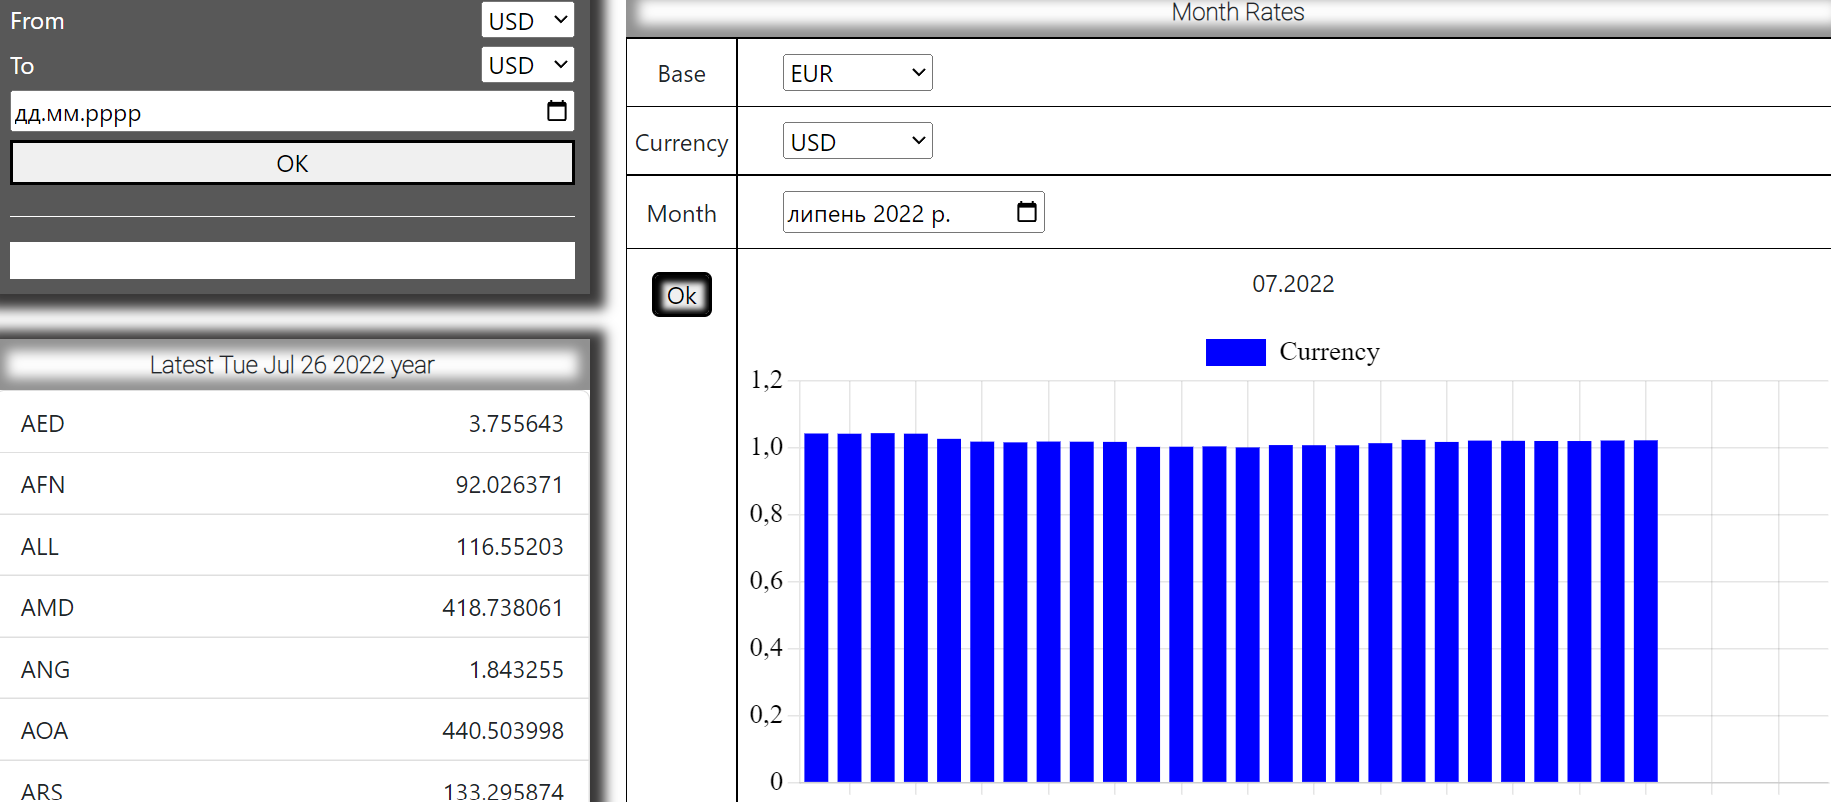 From
USD
To
USD
дд.мм.рррр
OK
Latest Tue Jul 26 2022 year
AED 3.755643
AFN 92.026371
ALL 116.55203
AMD 418.738061
ANG 1.843255
AOA 440.503998
ARS 133.295874
Month Rates
Base EUR
Currency USD
Month липень 2022 р.
Ok
07.2022
Currency
1,2
1,0
0,8
0,6
0,4
0,2
0